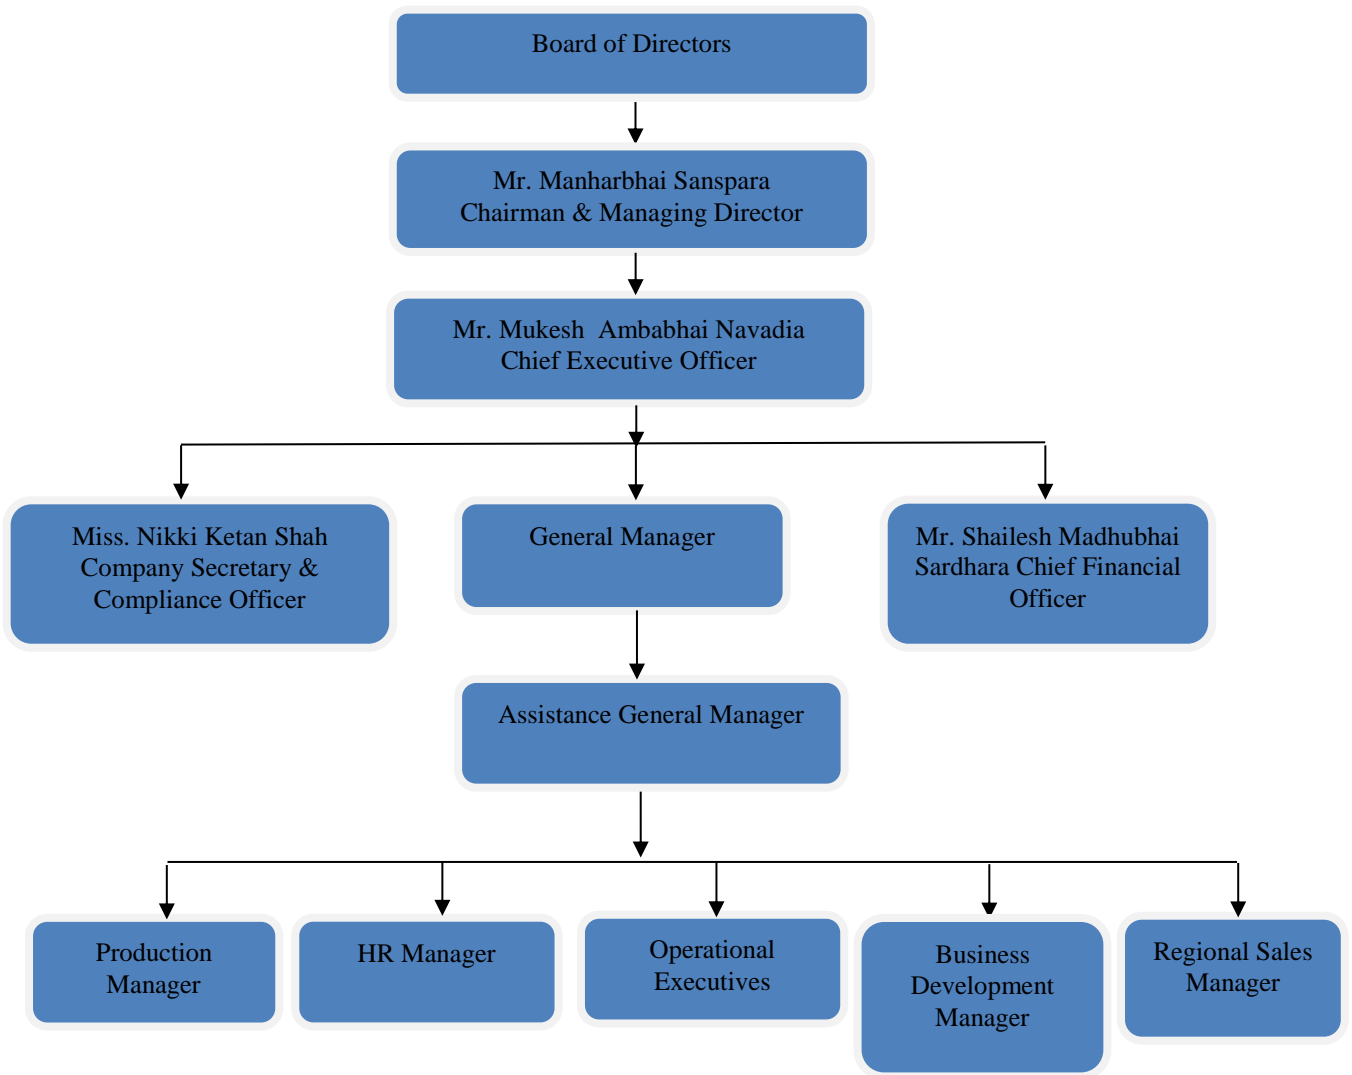 Board of Directors
Mr. Manharbhai Sanspara
Chairman & Managing Director
Mr. Mukesh  Ambabhai Navadia
Chief Executive Officer
Miss. Nikki Ketan Shah
Company Secretary &
Compliance Officer
General Manager
Mr. Shailesh Madhubhai
Sardhara Chief Financial
Officer
Assistance General Manager
Production
Manager
HR Manager
Operational
Executives
Business
Development
Manager
Regional Sales
Manager